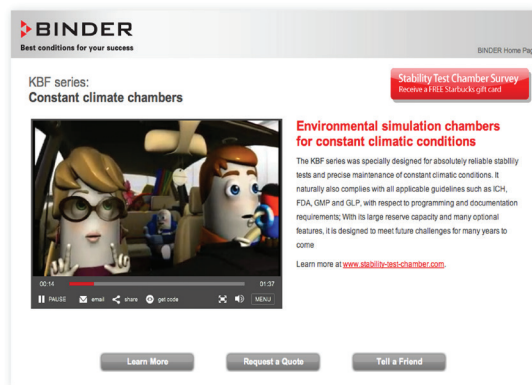 BINDER
Best conditions for your success
BINDER Home Pag
KBF series:
Constant climate chambers
Stability Test Chamber Survey
Receive a FREE Starbucks gift card
Environmental simulation chambers
for constant climatic conditions
The KBF series was specially designed for absolutely reliable stability
tests and precise maintenance of constant climatic conditions. It
naturally also complies with all applicable guidelines such as ICH,
FDA, GMP and GLP, with respect to programming and documentation
requirements; With its large reserve capacity and many optional
features, it is designed to meet future challenges for many years to
come
Learn more at www.stability-test-chamber.com.
00:14 01:37
PAUSE email share get code MENU
Learn More Request a Quote Tell a Friend